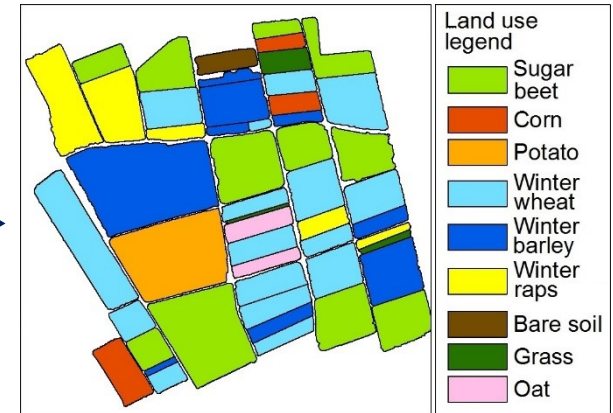 Land use
legend
Sugar
beet
Corn
Potato
Winter
wheat
Winter
barley
Winter
raps
Bare soil
Grass
Oat